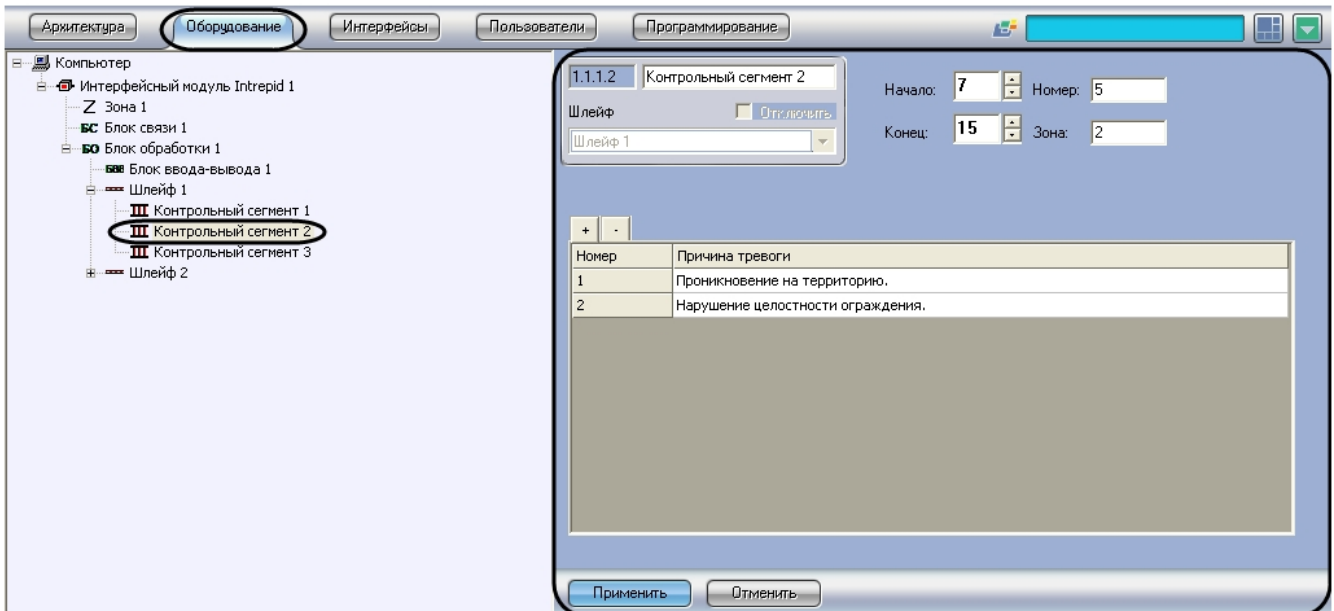 Архитектура Оборудование Интерфейсы Пользователи Программирование
Компьютер
Интерфейсный модуль Intrepid 1
Z Зона 1
БС Блок связи 1
БО Блок обработки 1
БВВ Блок ввода-вывода 1
Шлейф 1
Контрольный сегмент 1
Контрольный сегмент 2
Контрольный сегмент 3
Шлейф 2
1.1.1.2 Контрольный сегмент 2
Шлейф Отключить
Шлейф 1
Начало: 7 Номер: 5
Конец: 15 Зона: 2
+ -
Номер Причина тревоги
1 Проникновение на территорию.
2 Нарушение целостности ограждения.
Применить Отменить